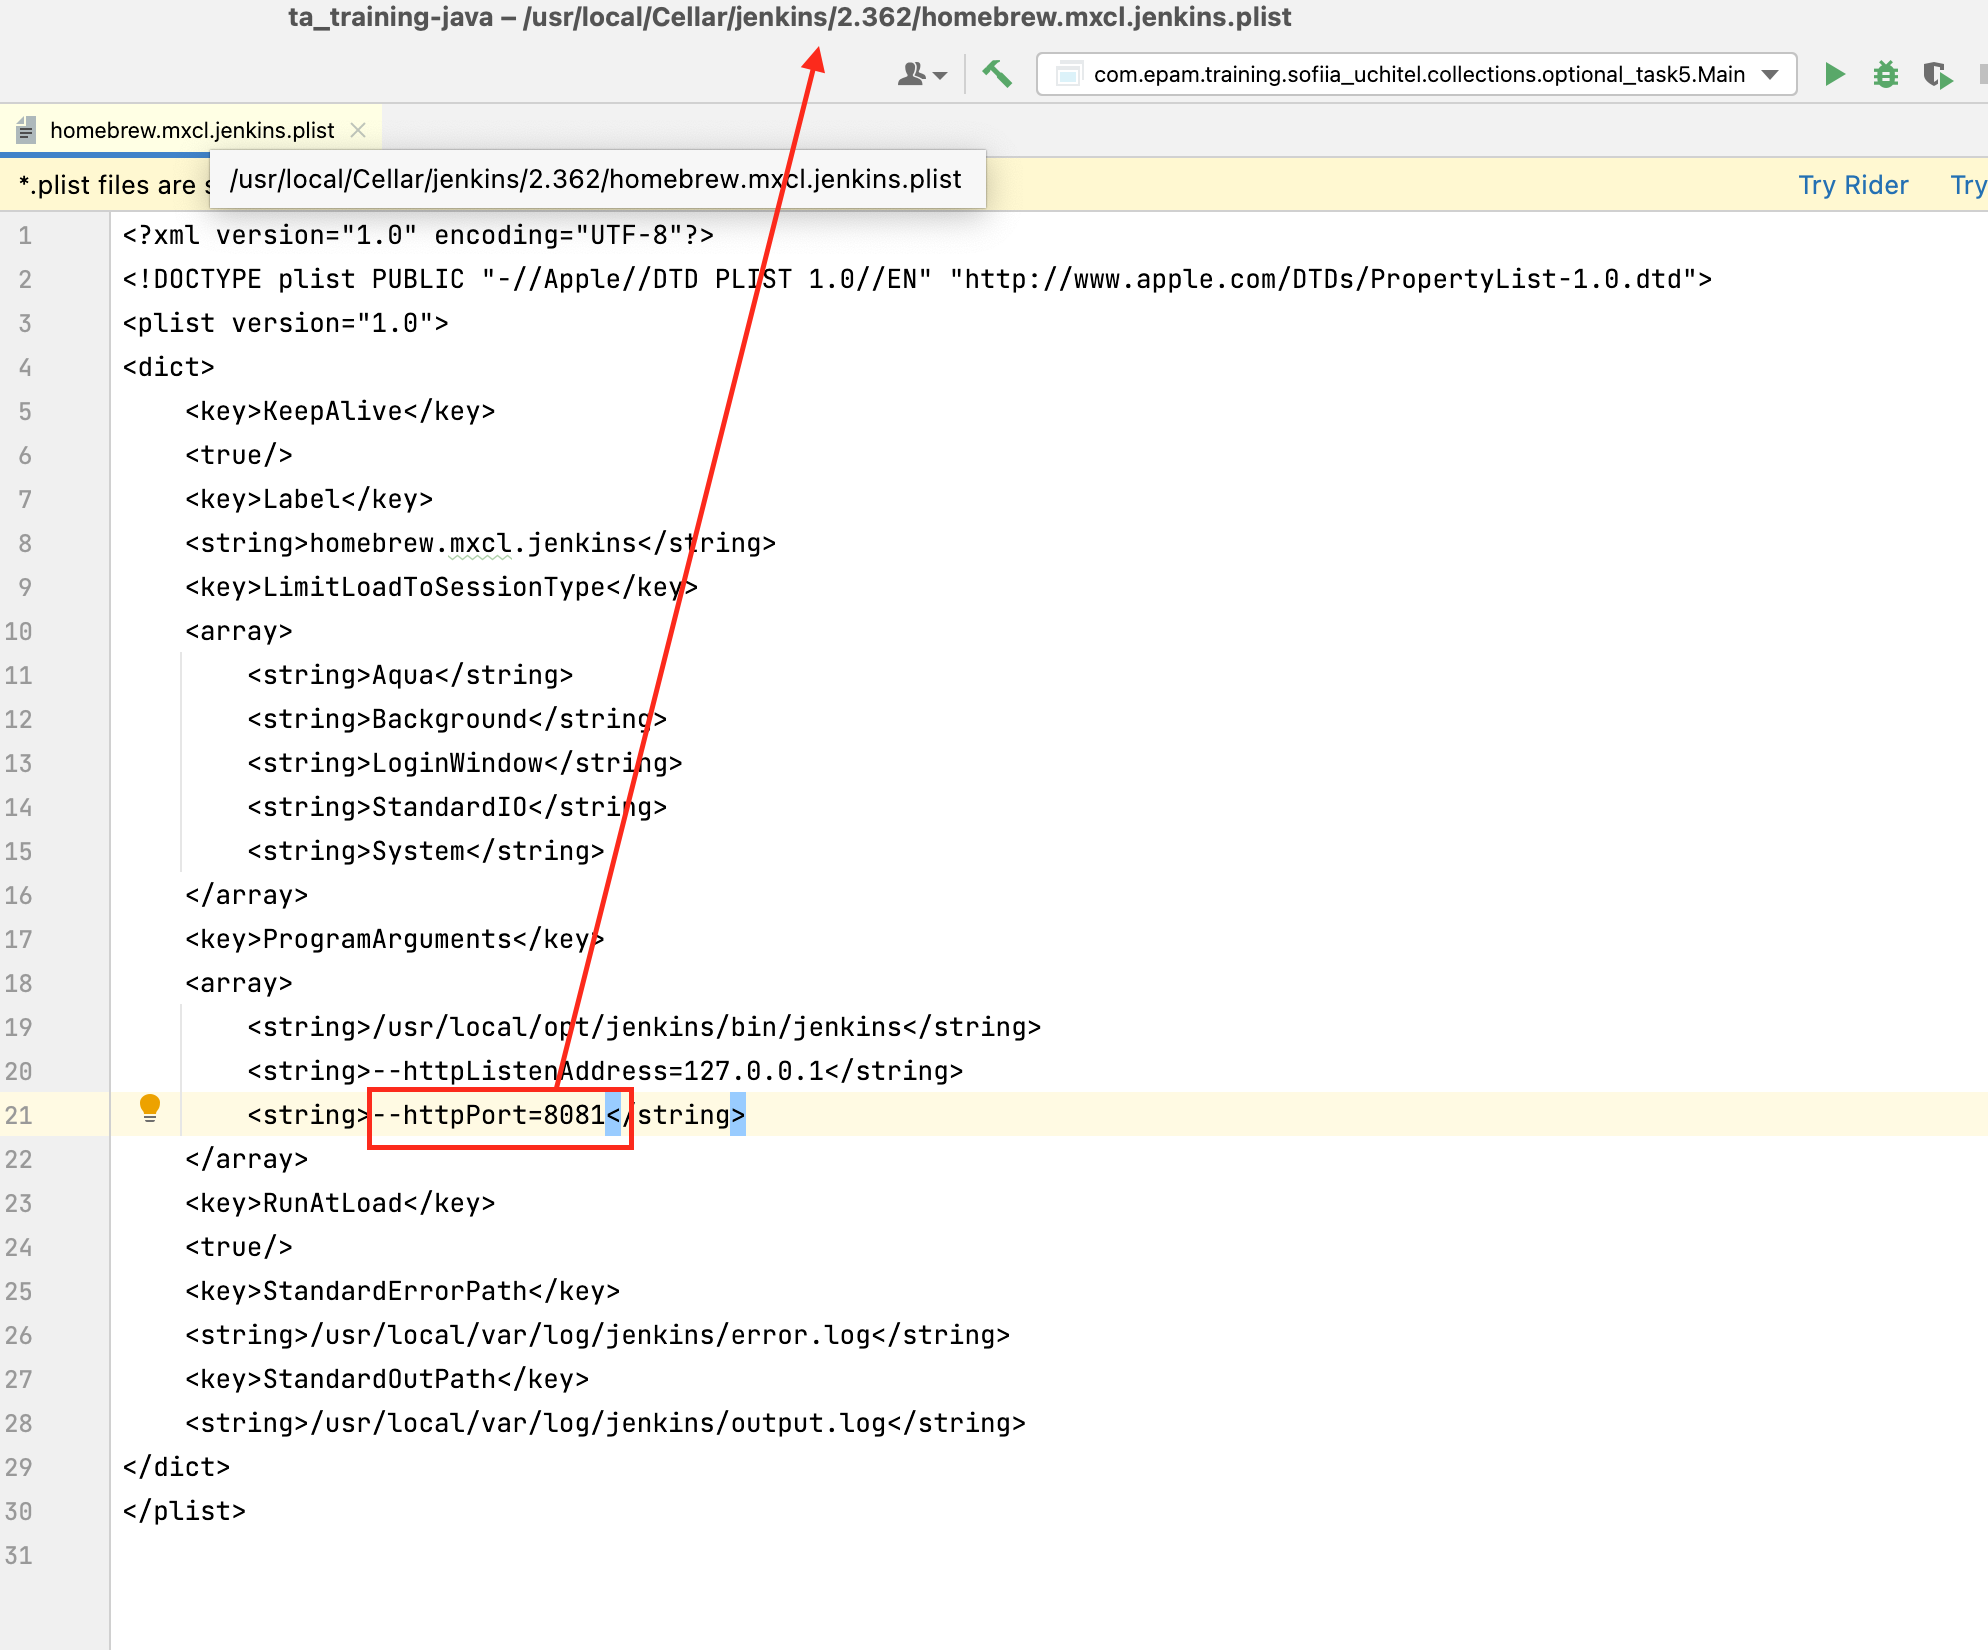 ta_training-java – /usr/local/Cellar/jenkins/2.362/homebrew.mxcl.jenkins.plist
com.epam.training.sofiia_uchitel.collections.optional_task5.Main
homebrew.mxcl.jenkins.plist
*.plist files are
/usr/local/Cellar/jenkins/2.362/homebrew.mxcl.jenkins.plist
Try Rider Try
1 <?xml version="1.0" encoding="UTF-8"?>
2 <!DOCTYPE plist PUBLIC "-//Apple//DTD PLIST 1.0//EN" "http://www.apple.com/DTDs/PropertyList-1.0.dtd">
3 <plist version="1.0">
4 <dict>
5 <key>KeepAlive</key>
6 <true/>
7 <key>Label</key>
8 <string>homebrew.mxcl.jenkins</string>
9 <key>LimitLoadToSessionType</key>
10 <array>
11 <string>Aqua</string>
12 <string>Background</string>
13 <string>LoginWindow</string>
14 <string>StandardIO</string>
15 <string>System</string>
16 </array>
17 <key>ProgramArguments</key>
18 <array>
19 <string>/usr/local/opt/jenkins/bin/jenkins</string>
20 <string>--httpListenAddress=127.0.0.1</string>
21 <string>--httpPort=8081</string>
22 </array>
23 <key>RunAtLoad</key>
24 <true/>
25 <key>StandardErrorPath</key>
26 <string>/usr/local/var/log/jenkins/error.log</string>
27 <key>StandardOutPath</key>
28 <string>/usr/local/var/log/jenkins/output.log</string>
29 </dict>
30 </plist>
31